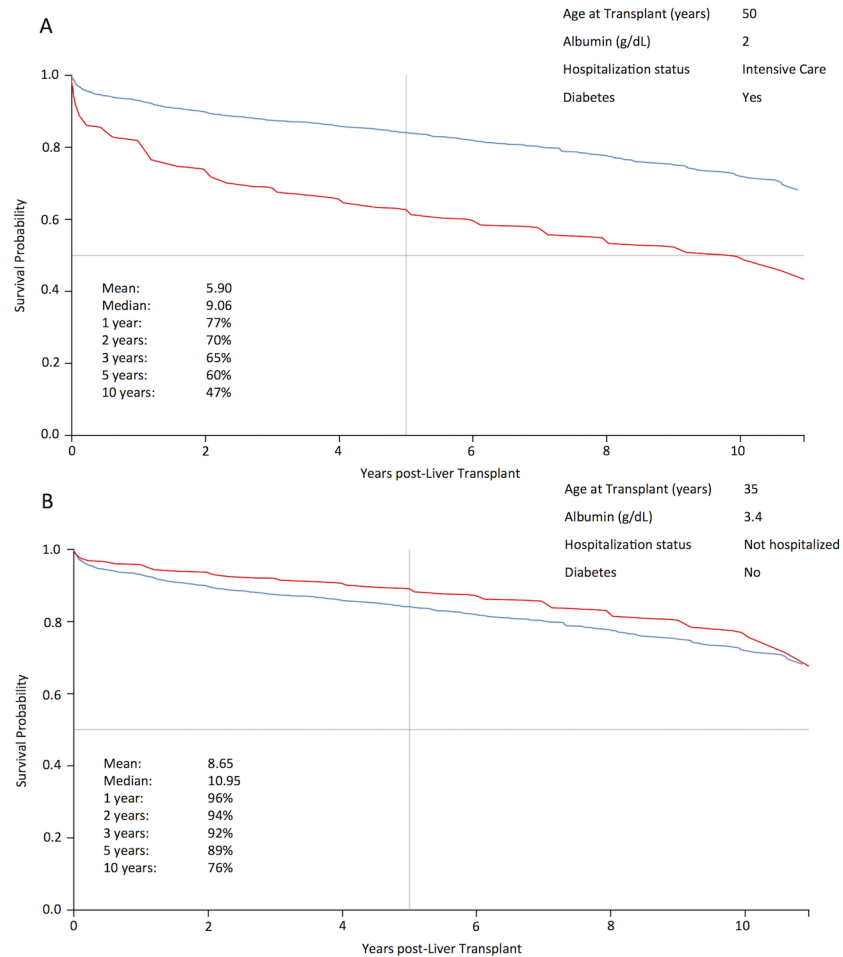 A
Age at Transplant (years) 50
Albumin (g/dL) 2
Hospitalization status Intensive Care
Diabetes Yes
1.0
0.8
0.6
0.4
0.2
0.0
Survival Probability
Mean: 5.90
Median: 9.06
1 year: 77%
2 years: 70%
3 years: 65%
5 years: 60%
10 years: 47%
0 2 4 6 8 10
Years post-Liver Transplant
B
Age at Transplant (years) 35
Albumin (g/dL) 3.4
Hospitalization status Not hospitalized
Diabetes No
1.0
0.8
0.6
0.4
0.2
0.0
Survival Probability
Mean: 8.65
Median: 10.95
1 year: 96%
2 years: 94%
3 years: 92%
5 years: 89%
10 years: 76%
0 2 4 6 8 10
Years post-Liver Transplant